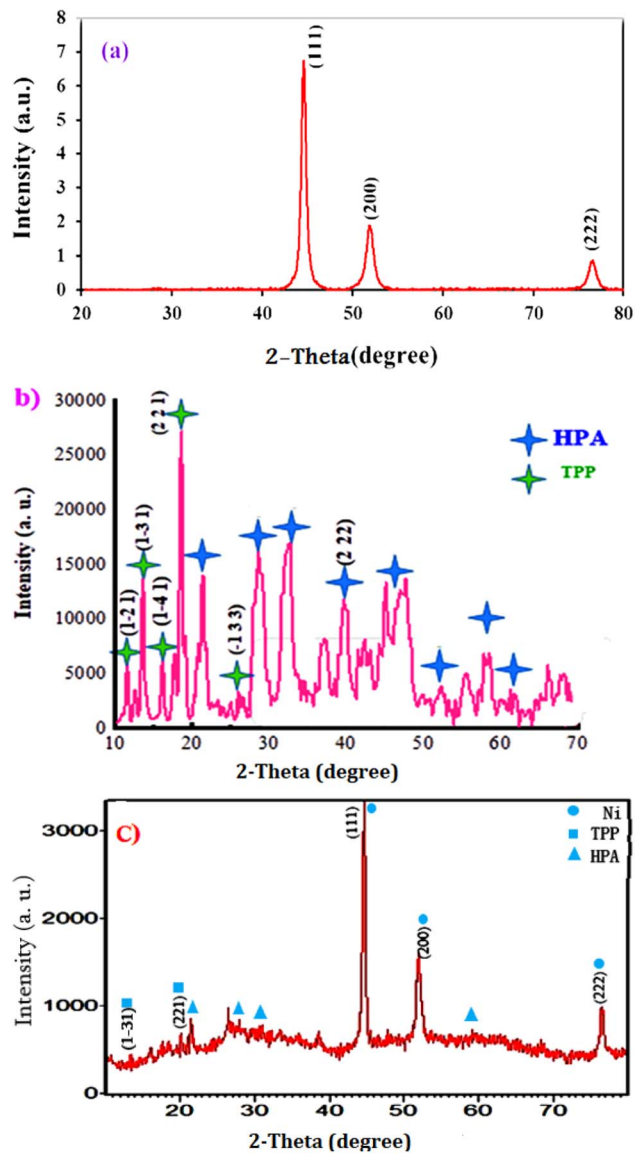 (a)
Intensity (a.u.)
8
7
6
5
4
3
2
1
0
(111)
(200)
(222)
20 30 40 50 60 70 80
2-Theta(degree)
b)
Intensity (a. u.)
30000
25000
20000
15000
10000
5000
0
(1-2 1)
(1-3 1)
(1-4 1)
(2 2 1)
(-1 3 3)
(2 22)
HPA
TPP
10 20 30 40 50 60 70
2-Theta (degree)
C)
Intensity (a. u.)
3000
2000
1000
0
(1-31)
(221)
(111)
(200)
(222)
Ni
TPP
HPA
20 30 40 50 60 70
2-Theta (degree)